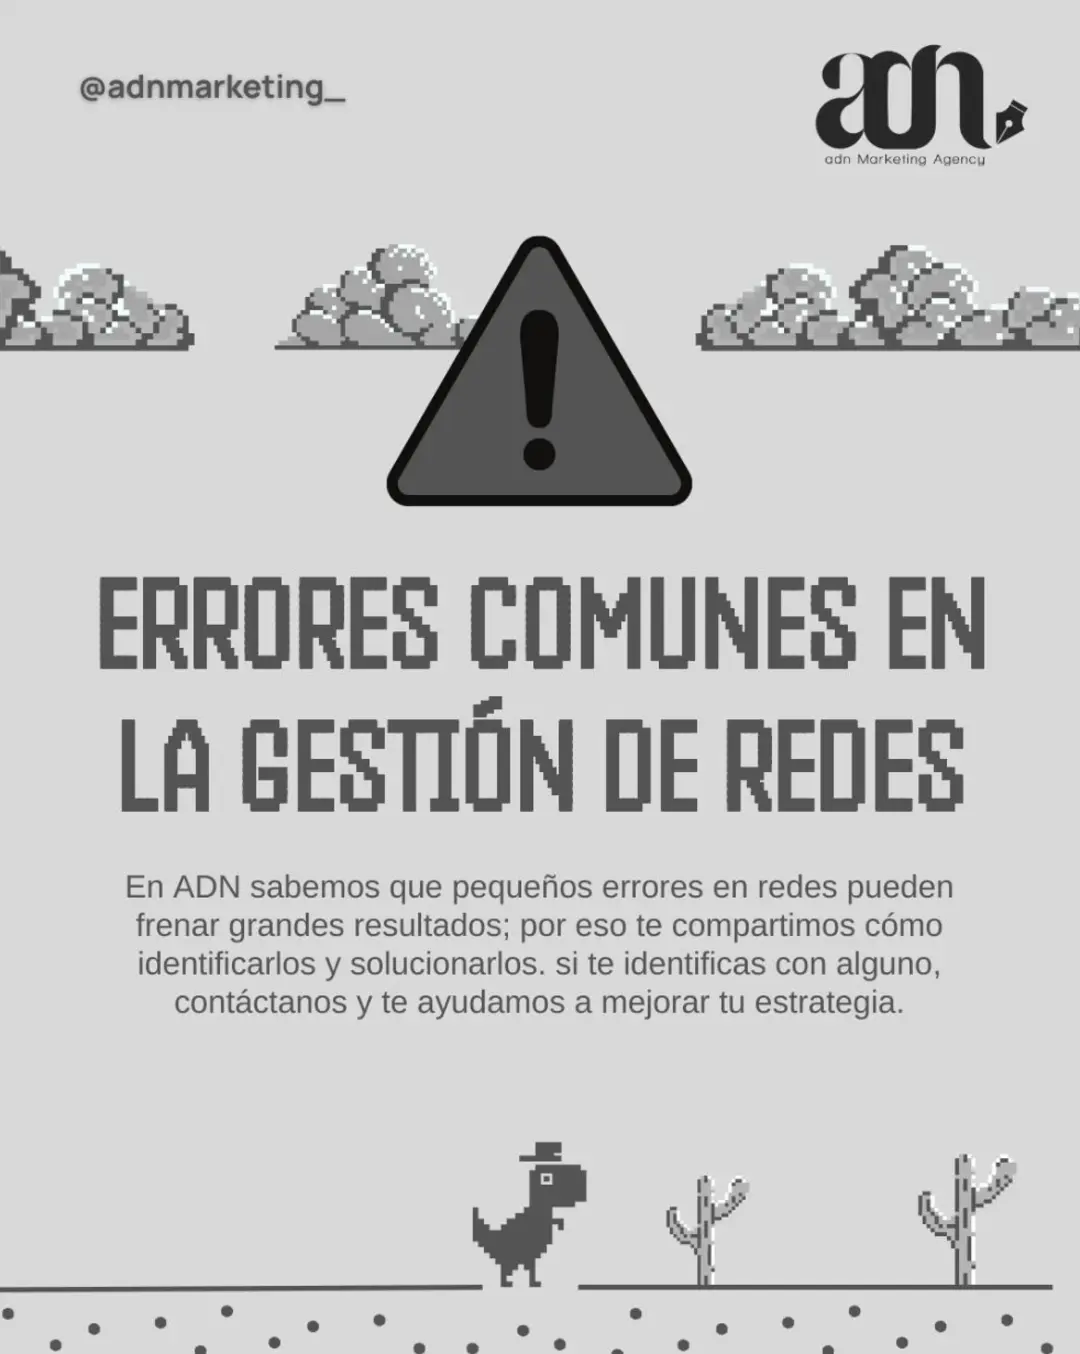 @adnmarketing_
adn
adn Marketing Agency
ERRORES COMUNES EN
LA GESTIÓN DE REDES
En ADN sabemos que pequeños errores en redes pueden
frenar grandes resultados; por eso te compartimos cómo
identificarlos y solucionarlos. si te identificas con alguno,
contáctanos y te ayudamos a mejorar tu estrategia.